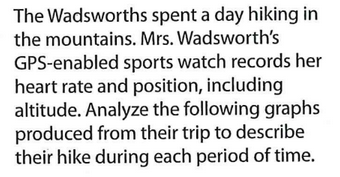 The Wadsworths spent a day hiking in
the mountains. Mrs. Wadsworth's
GPS-enabled sports watch records her
heart rate and position, including
altitude. Analyze the following graphs
produced from their trip to describe
their hike during each period of time.